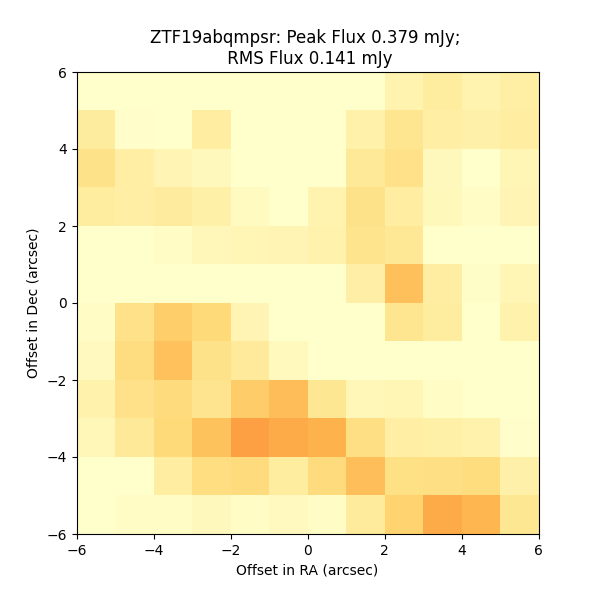 ZTF19abqmpsr: Peak Flux 0.379 mJy;
RMS Flux 0.141 mJy
6
4
2
0
−2
−4
−6
Offset in Dec (arcsec)
−6 −4 −2 0 2 4 6
Offset in RA (arcsec)